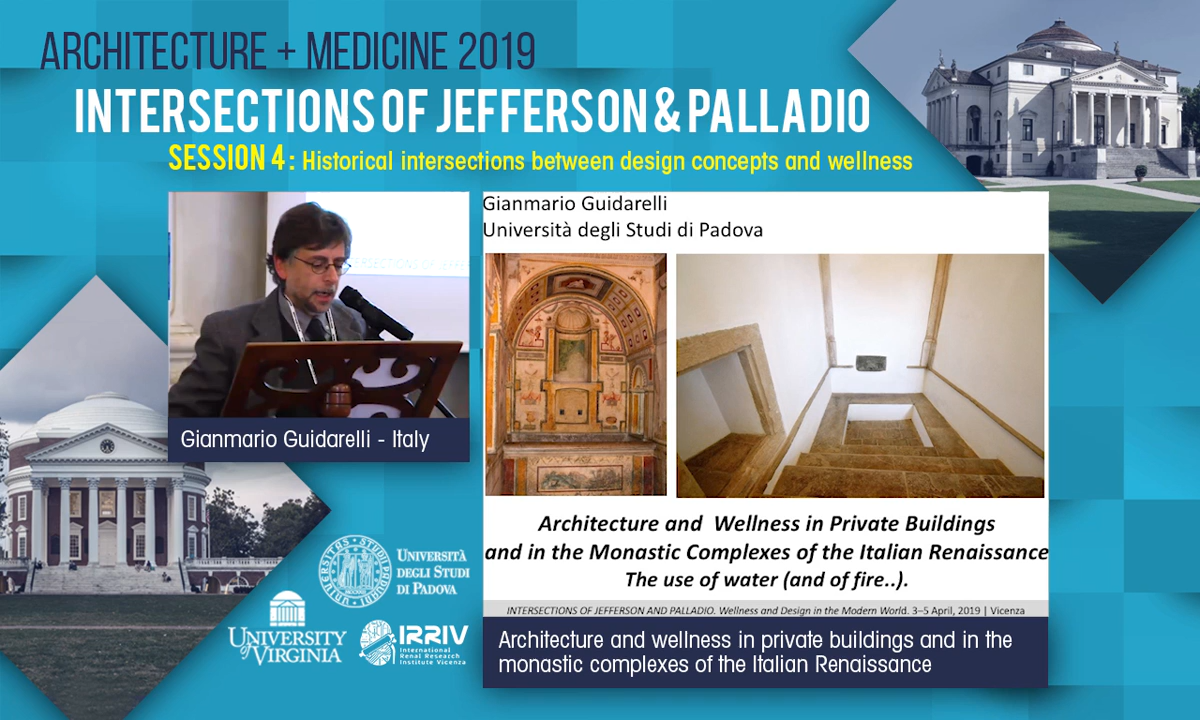 ARCHITECTURE + MEDICINE 2019
INTERSECTIONS OF JEFFERSON & PALLADIO
SESSION 4: Historical intersections between design concepts and wellness
Gianmario Guidarelli
Università degli Studi di Padova
Gianmario Guidarelli - Italy
Architecture and Wellness in Private Buildings
and in the Monastic Complexes of the Italian Renaissance
The use of water (and of fire..).
INTERSECTIONS OF JEFFERSON AND PALLADIO. Wellness and Design in the Modern World. 3–5 April, 2019 | Vicenza
Architecture and wellness in private buildings and in the
monastic complexes of the Italian Renaissance
UNIVERSITÀ
DEGLI STUDI
DI PADOVA
UNIVERSITY
of VIRGINIA
IRRIV
International
Renal Research
Institute Vicenza